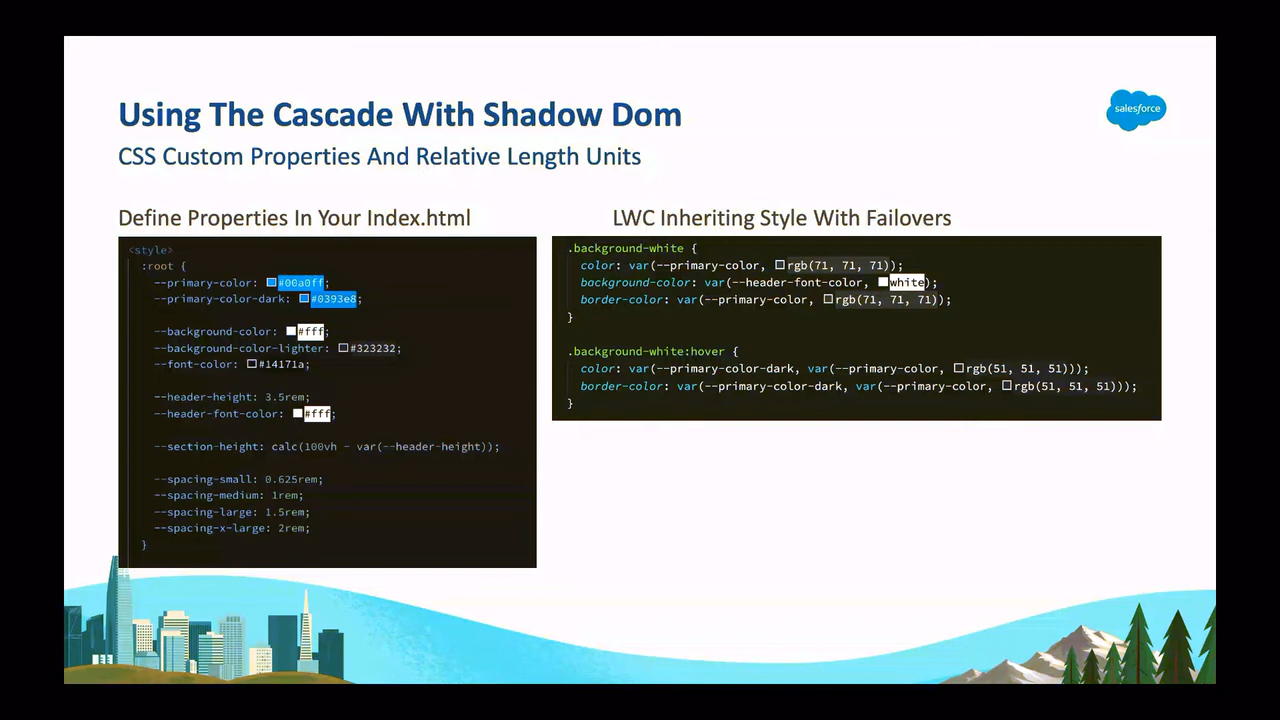 Using The Cascade With Shadow Dom
salesforce
CSS Custom Properties And Relative Length Units
Define Properties In Your Index.html
<style>
:root {
--primary-color: #00a0ff;
--primary-color-dark: #0393e8;
--background-color: #fff;
--background-color-lighter: #323232;
--font-color: #14171a;
--header-height: 3.5rem;
--header-font-color: #fff;
--section-height: calc(100vh - var(--header-height));
--spacing-small: 0.625rem;
--spacing-medium: 1rem;
--spacing-large: 1.5rem;
--spacing-x-large: 2rem;
}
LWC Inheriting Style With Failovers
.background-white {
color: var(--primary-color, rgb(71, 71, 71));
background-color: var(--header-font-color, white);
border-color: var(--primary-color, rgb(71, 71, 71));
}
.background-white:hover {
color: var(--primary-color-dark, var(--primary-color, rgb(51, 51, 51)));
border-color: var(--primary-color-dark, var(--primary-color, rgb(51, 51, 51)));
}